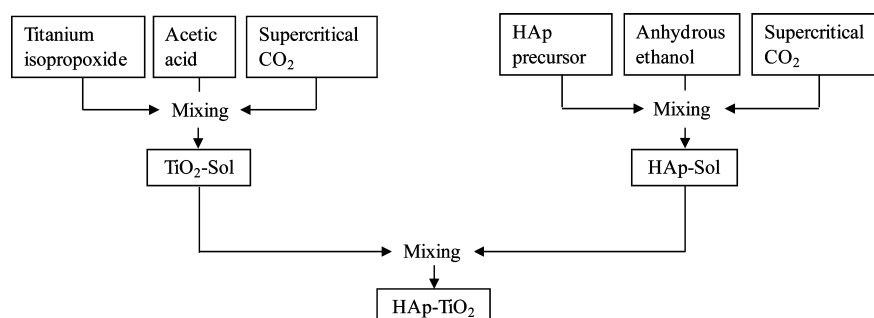 Titanium
isopropoxide
Acetic
acid
Supercritical
CO₂
HAp
precursor
Anhydrous
ethanol
Supercritical
CO₂
Mixing
Mixing
TiO₂-Sol
HAp-Sol
Mixing
HAp-TiO₂